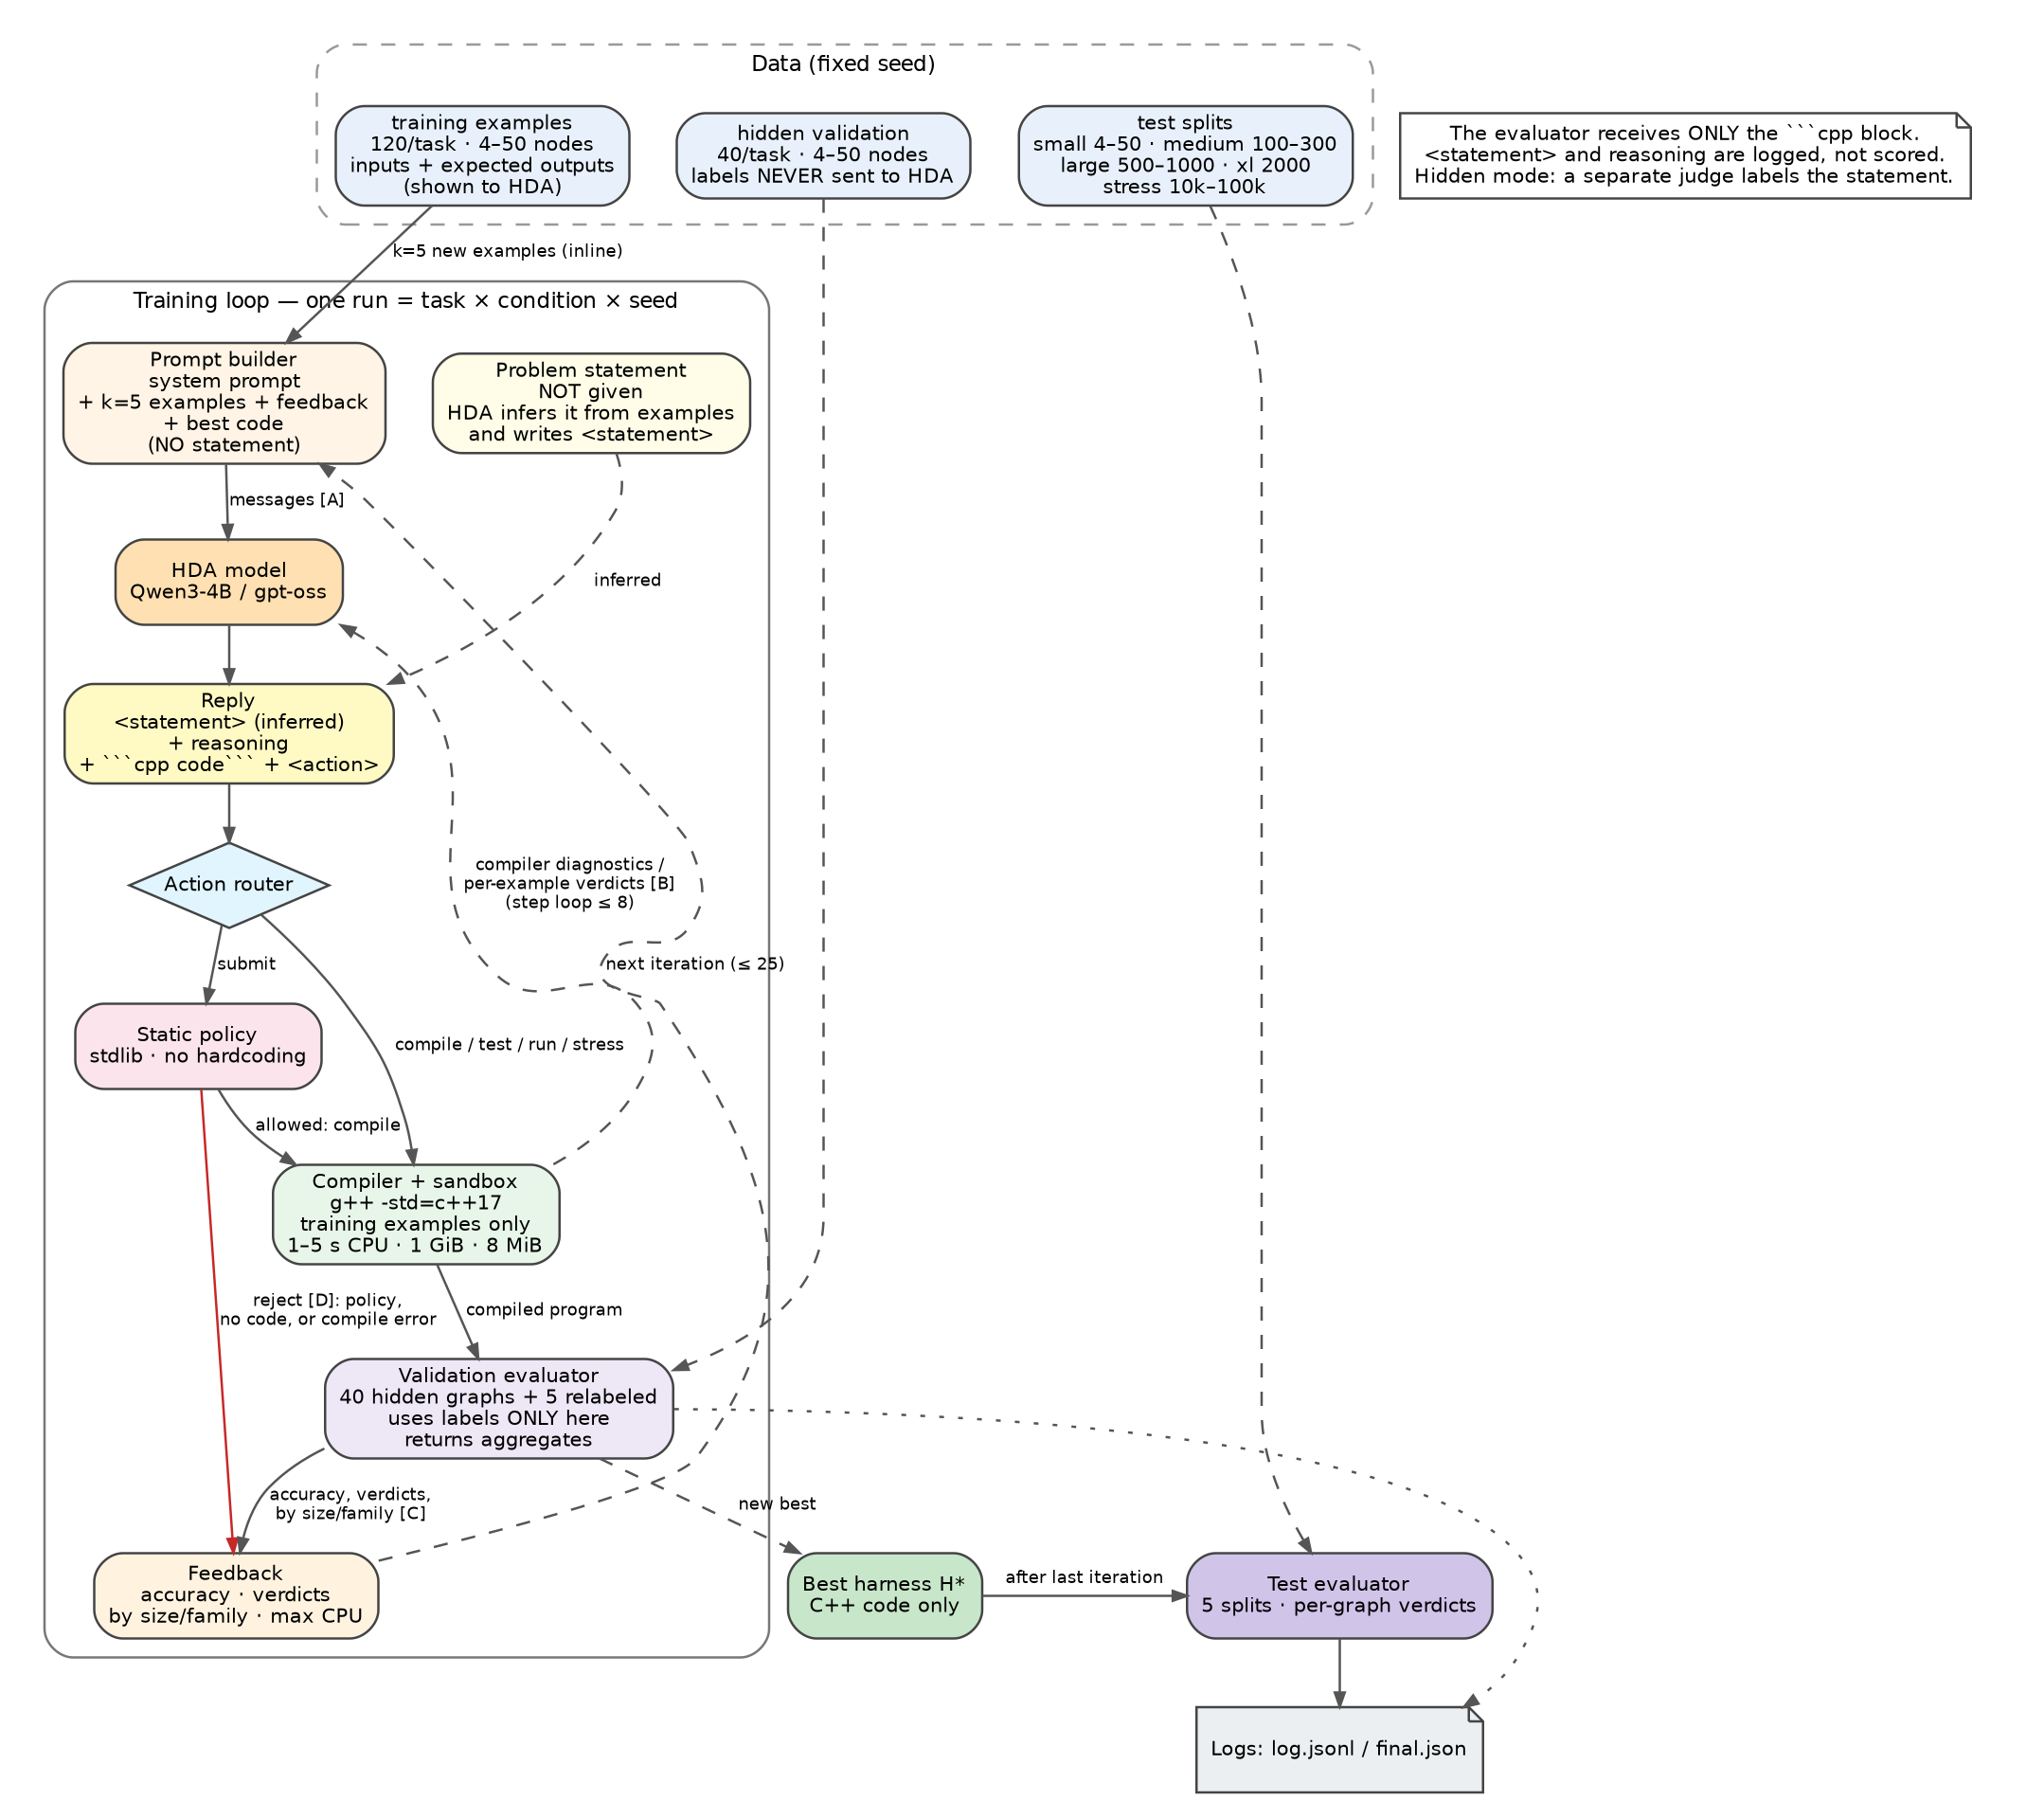 Data (fixed seed)
training examples
120/task · 4–50 nodes
inputs + expected outputs
(shown to HDA)
hidden validation
40/task · 4–50 nodes
labels NEVER sent to HDA
test splits
small 4–50 · medium 100–300
large 500–1000 · xl 2000
stress 10k–100k
The evaluator receives ONLY the ```cpp block.
<statement> and reasoning are logged, not scored.
Hidden mode: a separate judge labels the statement.
k=5 new examples (inline)
Training loop — one run = task × condition × seed
Prompt builder
system prompt
+ k=5 examples + feedback
+ best code
(NO statement)
Problem statement
NOT given
HDA infers it from examples
and writes <statement>
messages [A]
HDA model
Qwen3-4B / gpt-oss
inferred
Reply
<statement> (inferred)
+ reasoning
+ ```cpp code``` + <action>
compiler diagnostics /
per-example verdicts [B]
(step loop ≤ 8)
Action router
submit
next iteration (≤ 25)
Static policy
stdlib · no hardcoding
compile / test / run / stress
allowed: compile
Compiler + sandbox
g++ -std=c++17
training examples only
1–5 s CPU · 1 GiB · 8 MiB
reject [D]: policy,
no code, or compile error
compiled program
Validation evaluator
40 hidden graphs + 5 relabeled
uses labels ONLY here
returns aggregates
accuracy, verdicts,
by size/family [C]
new best
Feedback
accuracy · verdicts
by size/family · max CPU
Best harness H*
C++ code only
after last iteration
Test evaluator
5 splits · per-graph verdicts
Logs: log.jsonl / final.json